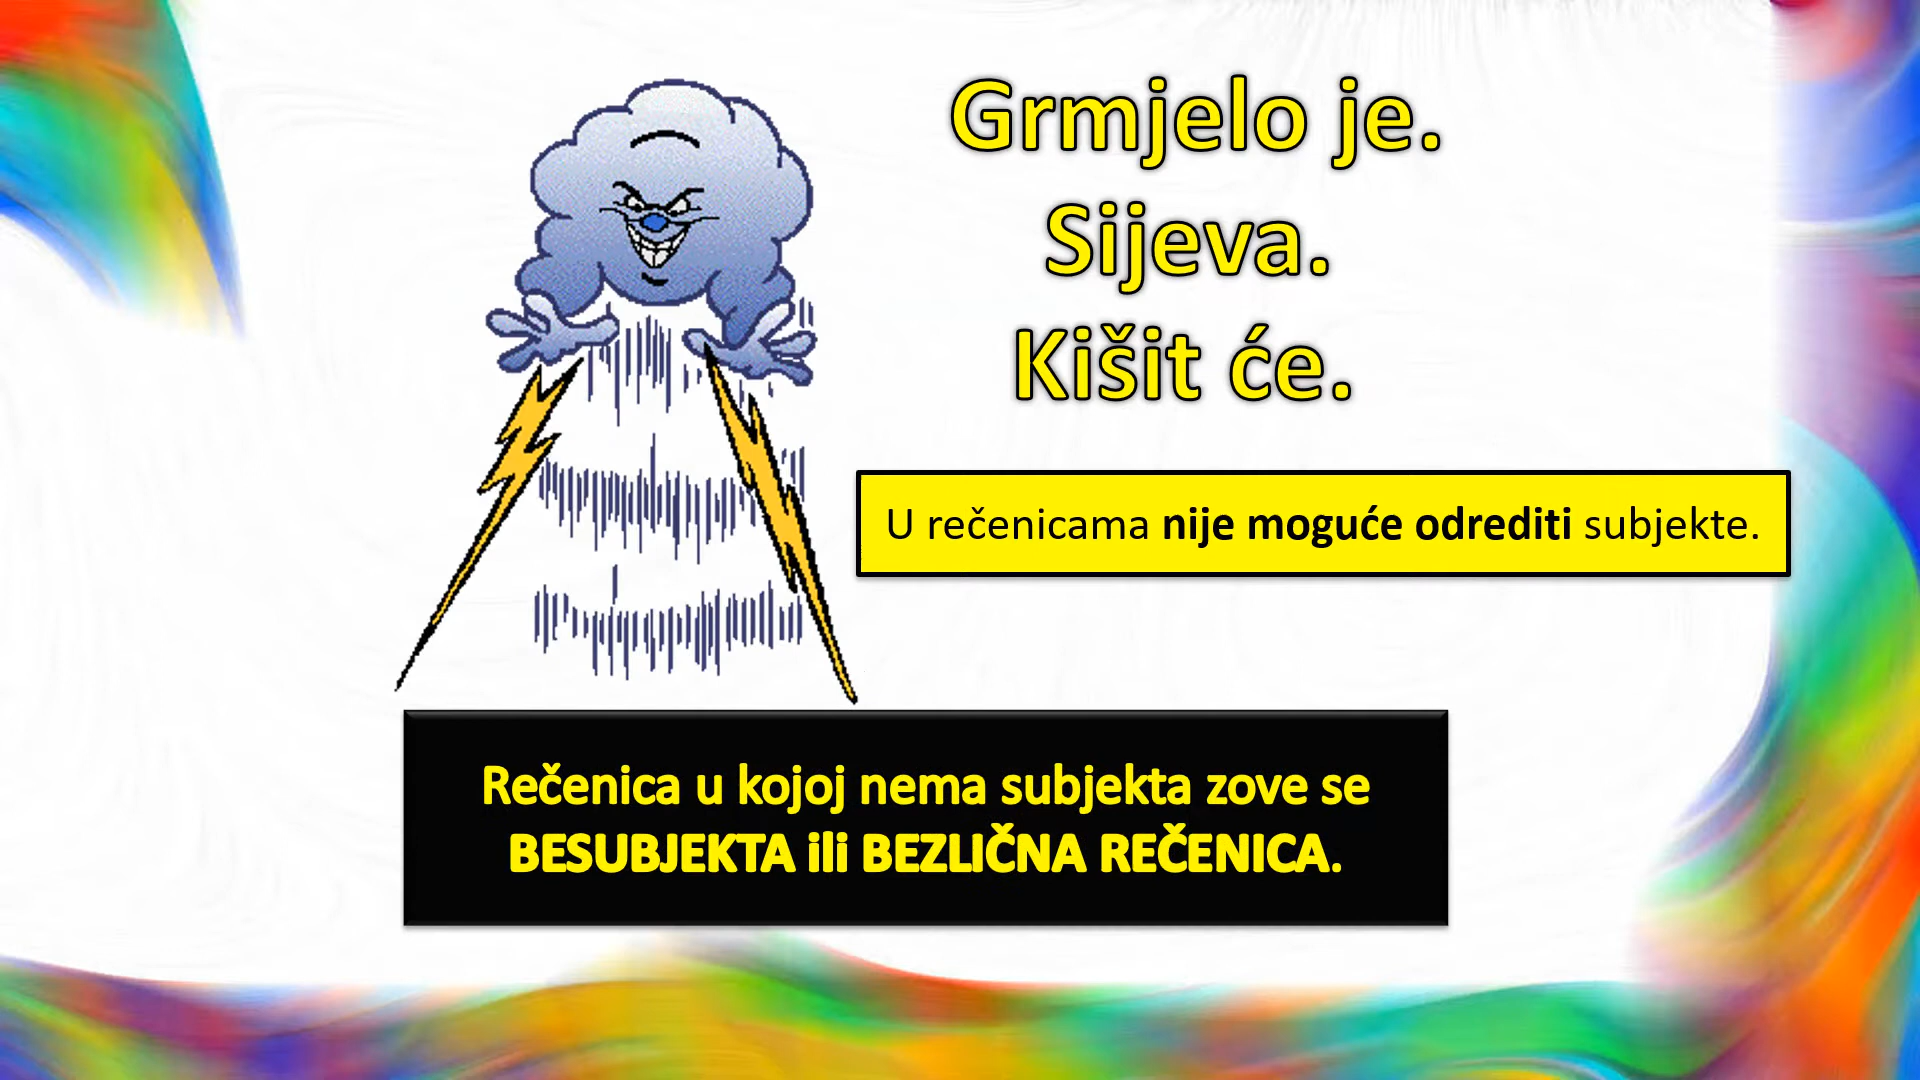 Grmjelo je.
Sijeva.
Kišit će.
U rečenicama nije moguće odrediti subjekte.
Rečenica u kojoj nema subjekta zove se
BESUBJEKTA ili BEZLIČNA REČENICA.